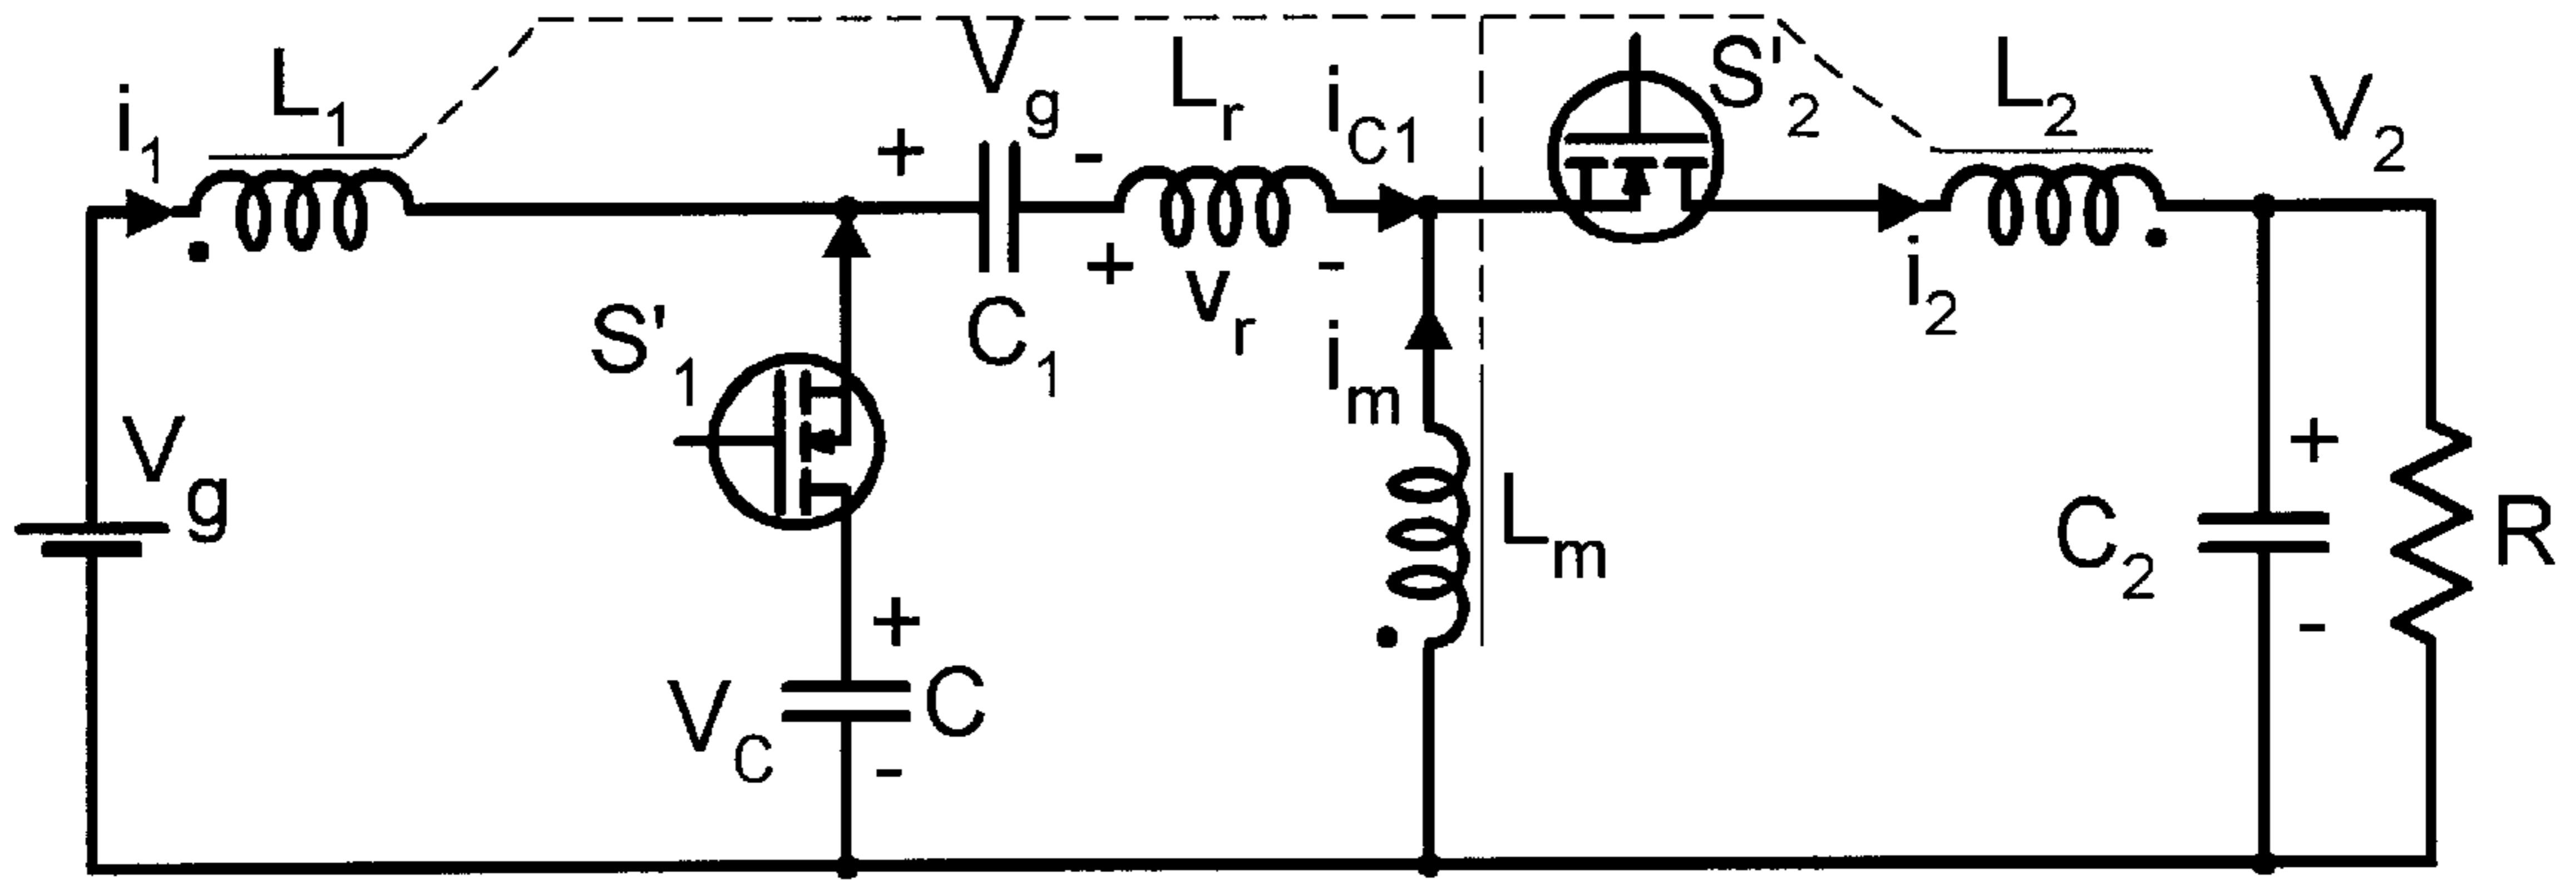 i1
L1
Vg
+
-
Lr
iC1
S'2
L2
V2
i2
+
vr
-
C1
S'1
im
Lm
Vg
+
VC
C
-
C2
+
-
R